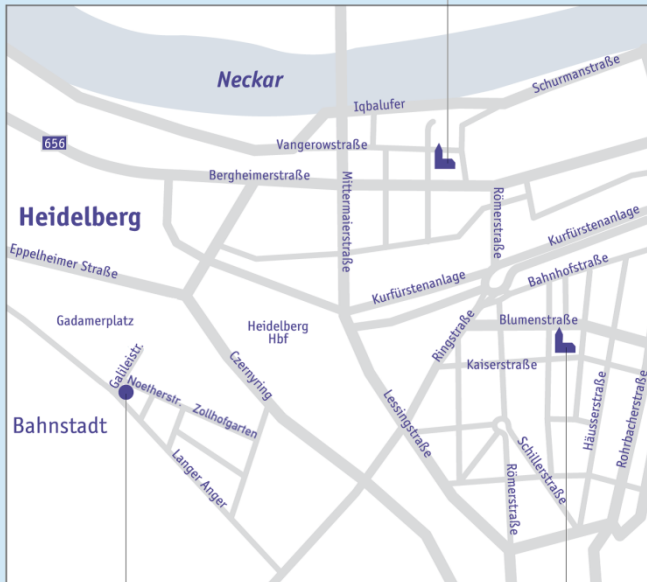 Neckar
Schurmanstraße
Iqbalufer
656
Vangerowstraße
Bergheimerstraße
Mittermaierstraße
Römerstraße
Heidelberg
Kurfürstenanlage
Eppelheimer Straße
Kurfürstenanlage
Bahnhofstraße
Gadamerplatz
Heidelberg
Hbf
Ringstraße
Blumenstraße
Kaiserstraße
Galileistr.
Noetherstr.
Czernyring
Zollhofgarten
Lessingstraße
Häusserstraße
Rohrbacherstraße
Bahnstadt
Langer Anger
Schillerstraße
Römerstraße